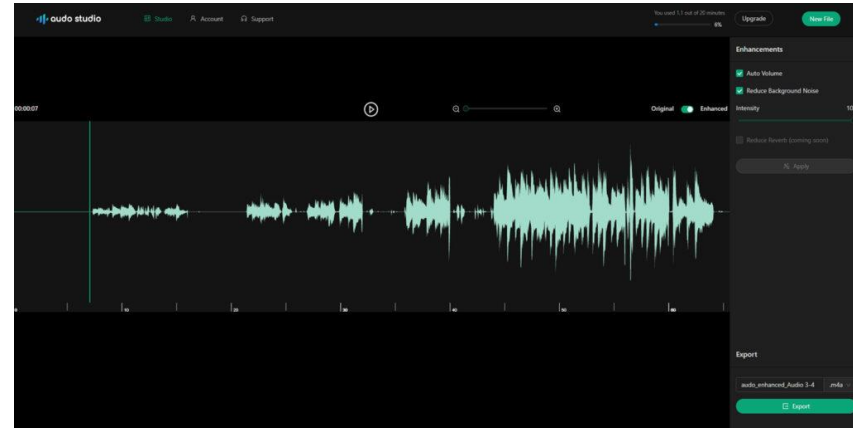 audo studio
Studio
Account
Support
You used 1.1 out of 20 minutes
6%
Upgrade
New File
Enhancements
Auto Volume
Reduce Background Noise
Intensity
10
Reduce Reverb (coming soon)
Apply
00:00:07
Original
Enhanced
10
20
30
40
50
60
Export
audo_enhanced_Audio 3-4
.m4a
Export